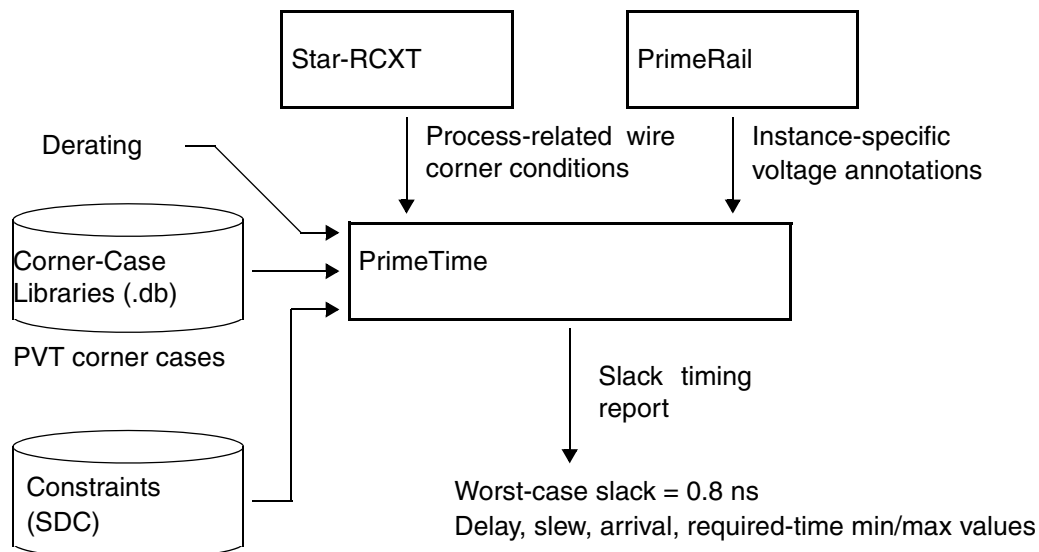 Star-RCXT
PrimeRail
Derating
Process-related wire
corner conditions
Instance-specific
voltage annotations
Corner-Case
Libraries (.db)
PrimeTime
PVT corner cases
Slack timing
report
Constraints
(SDC)
Worst-case slack = 0.8 ns
Delay, slew, arrival, required-time min/max values